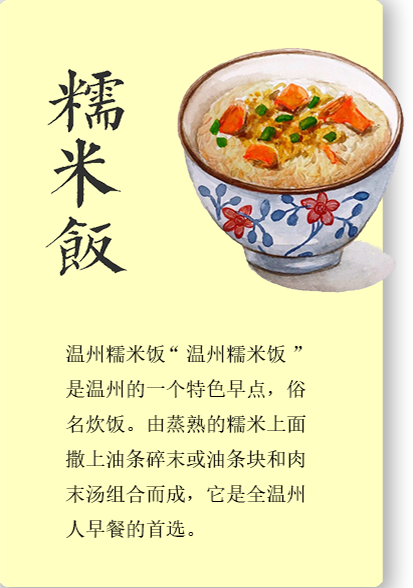 糯米飯
温州糯米饭“温州糯米饭”
是温州的一个特色早点，俗
名炊饭。由蒸熟的糯米上面
撒上油条碎末或油条块和肉
末汤组合而成，它是全温州
人早餐的首选。